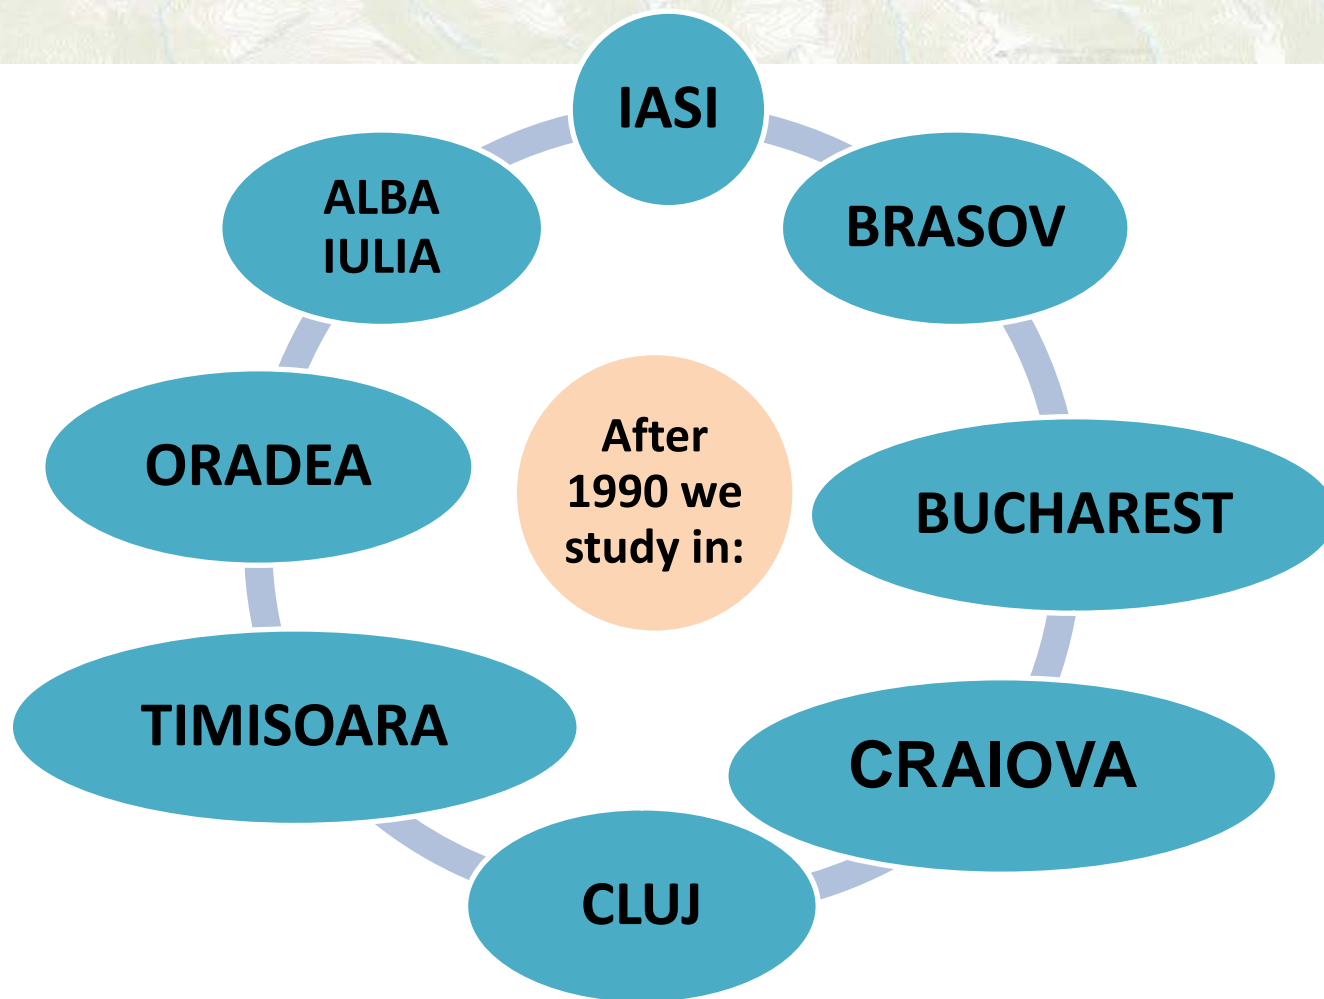 IASI
BRASOV
BUCHAREST
CRAIOVA
CLUJ
TIMISOARA
ORADEA
ALBA
IULIA
After
1990 we
study in: